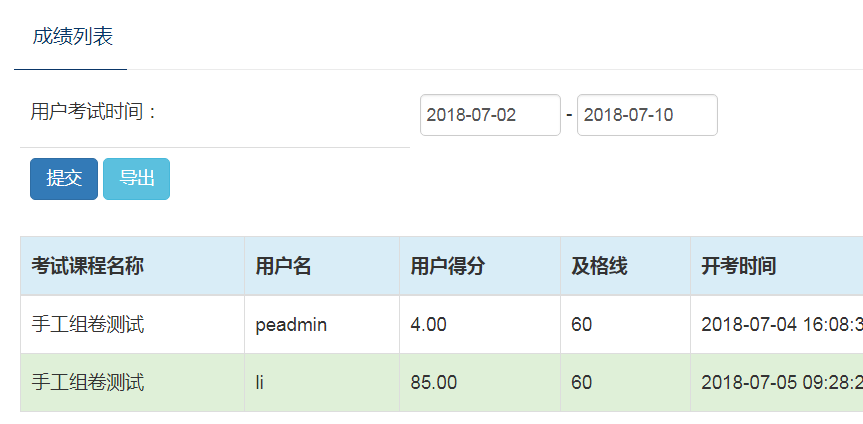 成绩列表
用户考试时间：
2018-07-02 - 2018-07-10
提交 导出
考试课程名称 用户名 用户得分 及格线 开考时间
手工组卷测试 peadmin 4.00 60 2018-07-04 16:08:3
手工组卷测试 li 85.00 60 2018-07-05 09:28:2